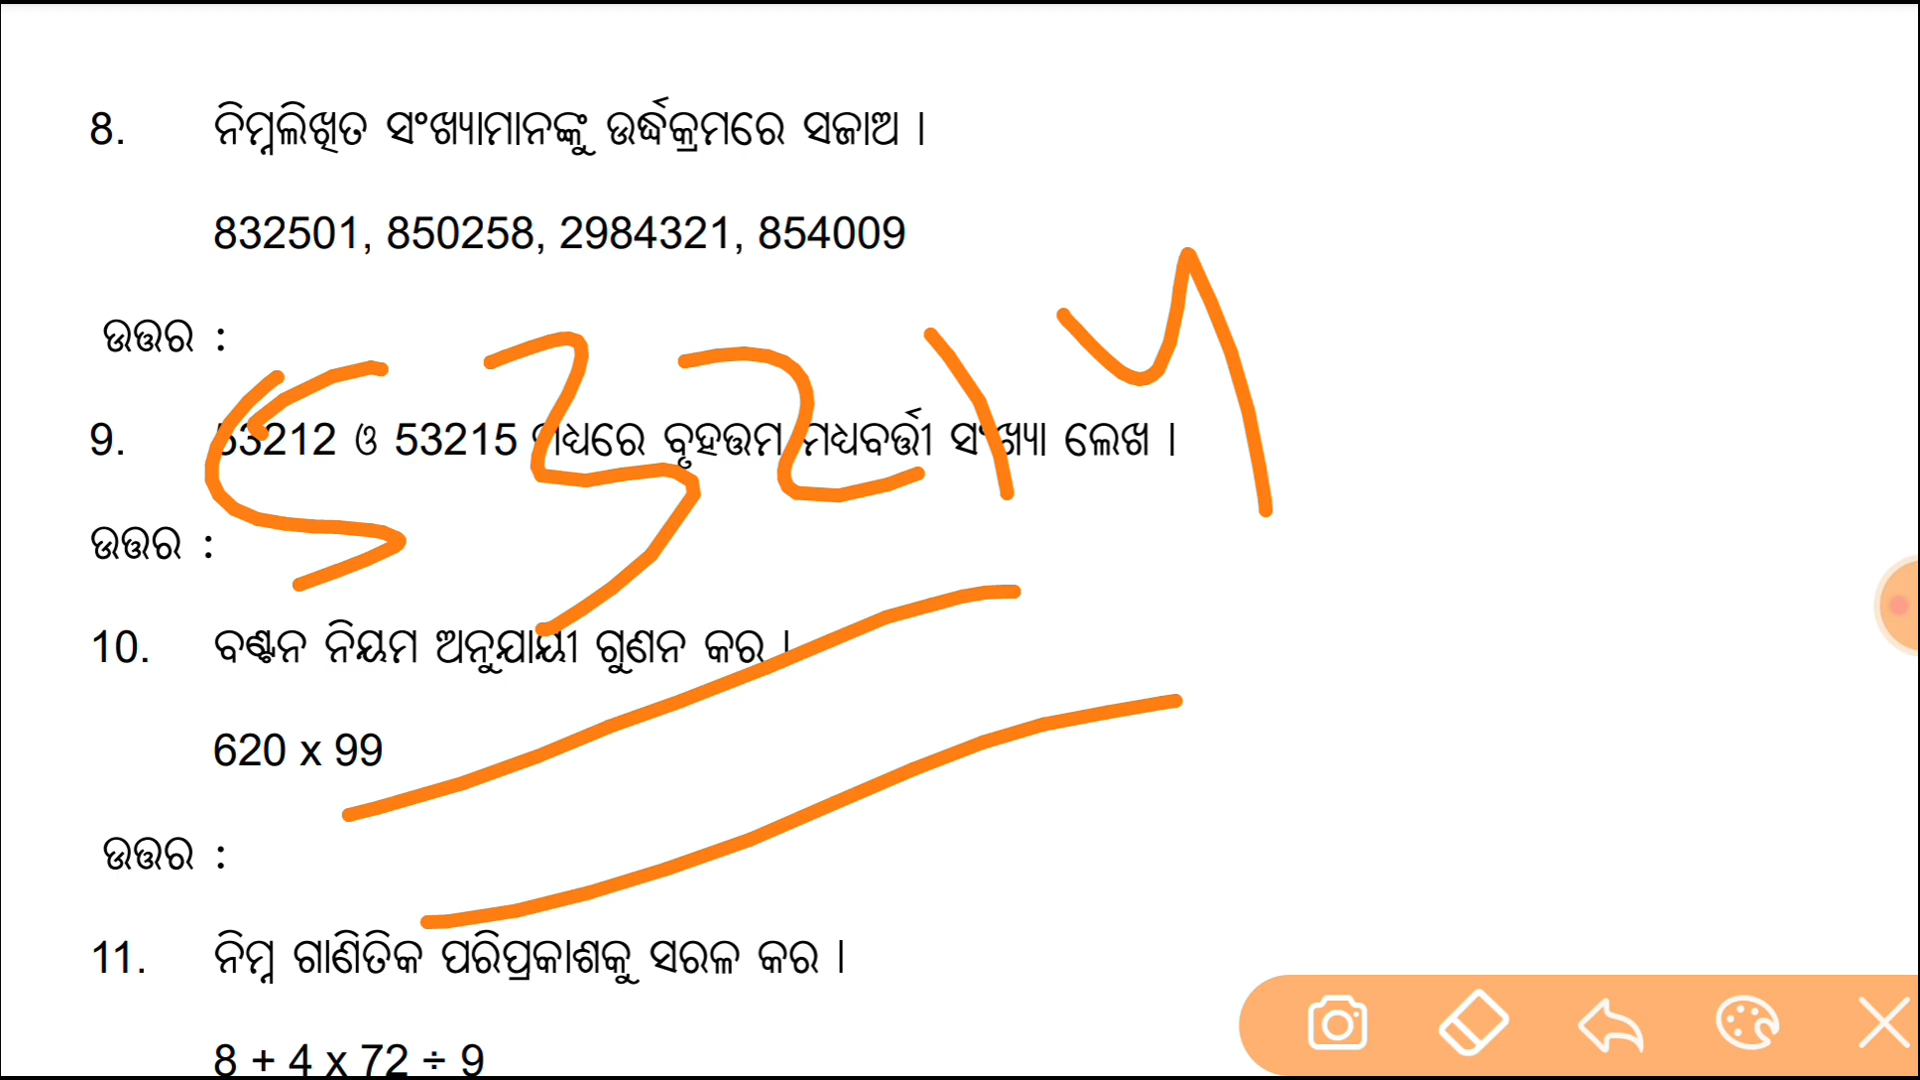 8. ନିମ୍ନଲିଖିତ ସଂଖ୍ୟାମାନଙ୍କୁ ଉର୍ଦ୍ଧ୍ୱକ୍ରମରେ ସଜାଅ ।
832501, 850258, 2984321, 854009
ଉତ୍ତର :
53214
9. 53212 ଓ 53215 ମଧ୍ୟରେ ବୃହତ୍ତମ ମଧ୍ୟବର୍ତ୍ତୀ ସଂଖ୍ୟା ଲେଖ ।
ଉତ୍ତର :
10. ବଣ୍ଟନ ନିୟମ ଅନୁଯାୟୀ ଗୁଣନ କର ।
620 x 99
ଉତ୍ତର :
11. ନିମ୍ନ ଗାଣିତିକ ପରିପ୍ରକାଶକୁ ସରଳ କର ।
8 + 4 x 72 ÷ 9